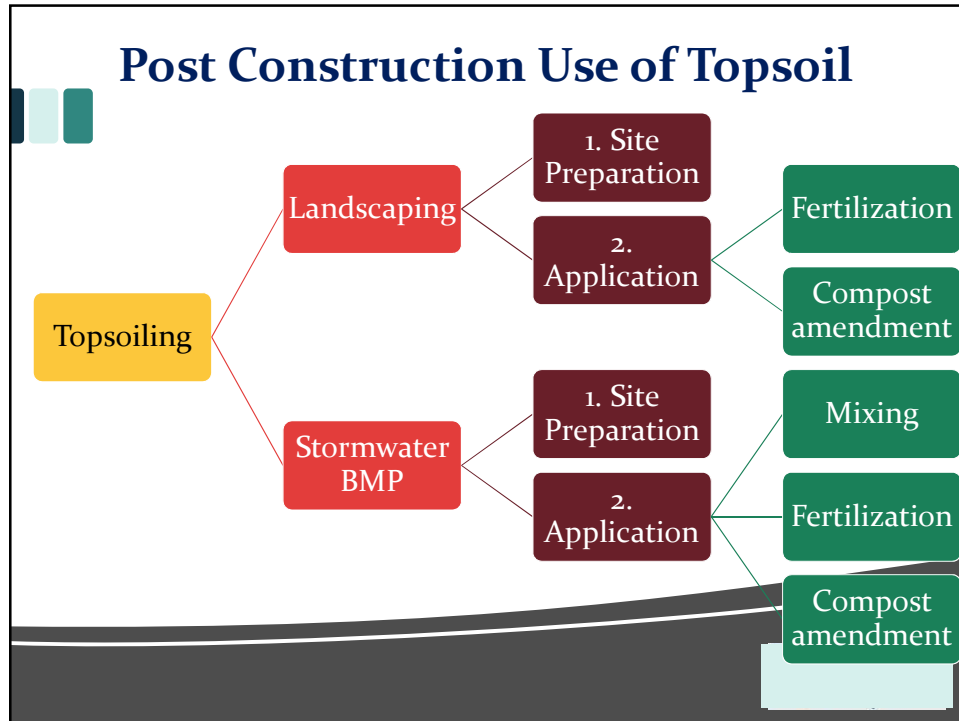 Post Construction Use of Topsoil
Topsoiling
Landscaping
1. Site
Preparation
2.
Application
Fertilization
Compost
amendment
Stormwater
BMP
1. Site
Preparation
2.
Application
Mixing
Fertilization
Compost
amendment